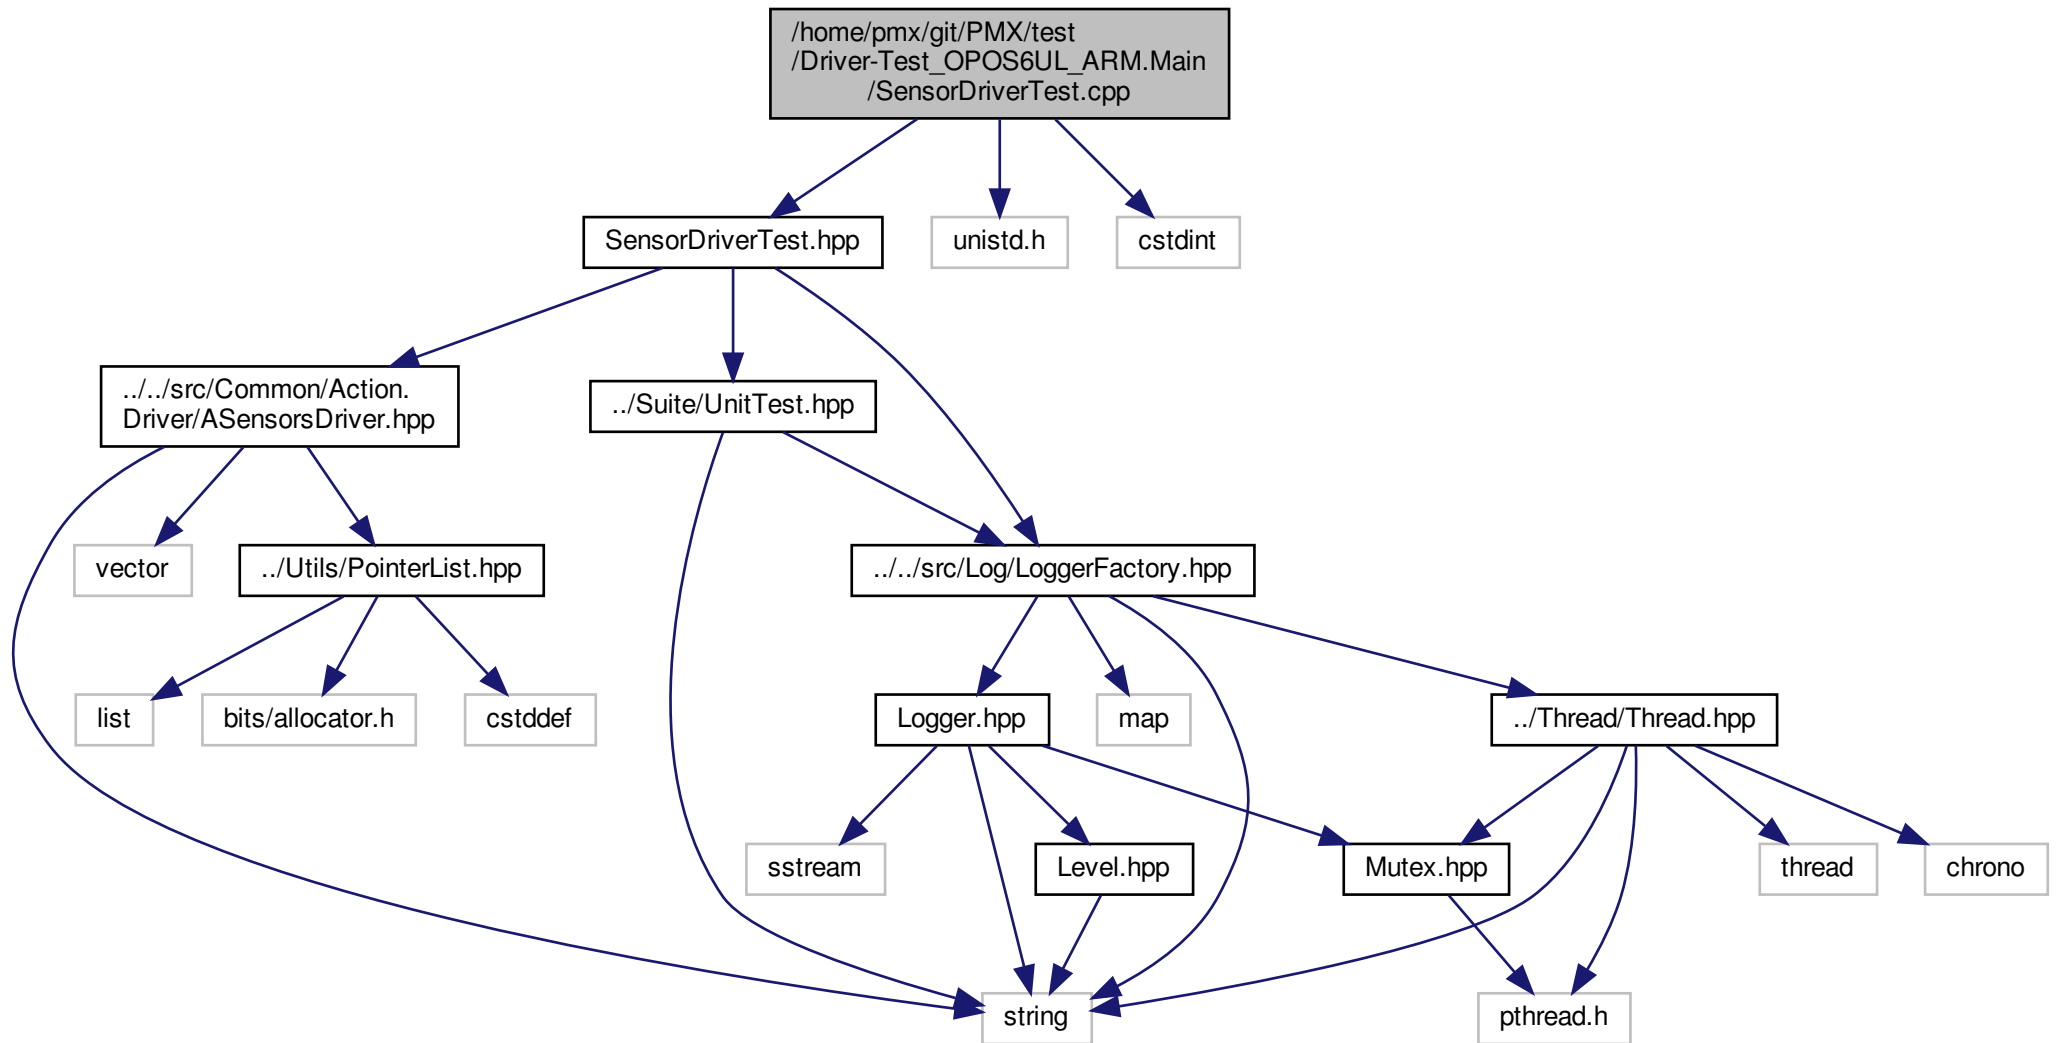 /home/pmx/git/PMX/test
/Driver-Test_OPOS6UL_ARM.Main
/SensorDriverTest.cpp
SensorDriverTest.hpp
unistd.h
cstdint
../../src/Common/Action.
Driver/ASensorsDriver.hpp
../Suite/UnitTest.hpp
vector
../Utils/PointerList.hpp
../../src/Log/LoggerFactory.hpp
list
bits/allocator.h
cstddef
Logger.hpp
map
../Thread/Thread.hpp
sstream
Level.hpp
Mutex.hpp
thread
chrono
string
pthread.h